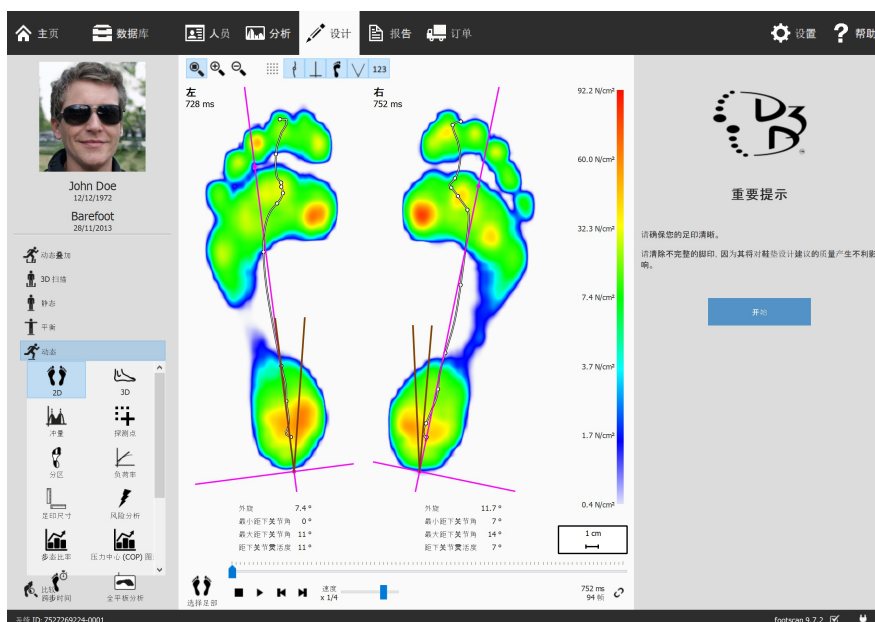 主页 数据库 人员 分析 设计 报告 订单 设置 ? 帮助
123
左
728 ms
右
752 ms
92.2 N/cm²
60.0 N/cm²
32.3 N/cm²
7.4 N/cm²
3.7 N/cm²
1.7 N/cm²
0.4 N/cm²
John Doe
12/12/1972
Barefoot
28/11/2013
动态叠加
3D 扫描
静态
平衡
动态
2D 3D
冲量 探测点
分区 负荷率
足印尺寸 风险分析
步态比率 压力中心 (COP) 图
比较
跨步时间 全平板分析
外旋 7.4 °
最小距下关节角 0 °
最大距下关节角 11 °
距下关节灵活度 11 °
外旋 11.7 °
最小距下关节角 7 °
最大距下关节角 14 °
距下关节灵活度 7 °
1 cm
选择足部
速度
x 1/4
752 ms
94 帧
D3D
重要提示
请确保您的足印清晰。
请清除不完整的脚印，因为其将对鞋垫设计建议的质量产生不利影
响。
开始
系统 ID: 7527269224-0001
footscan 9.7.2